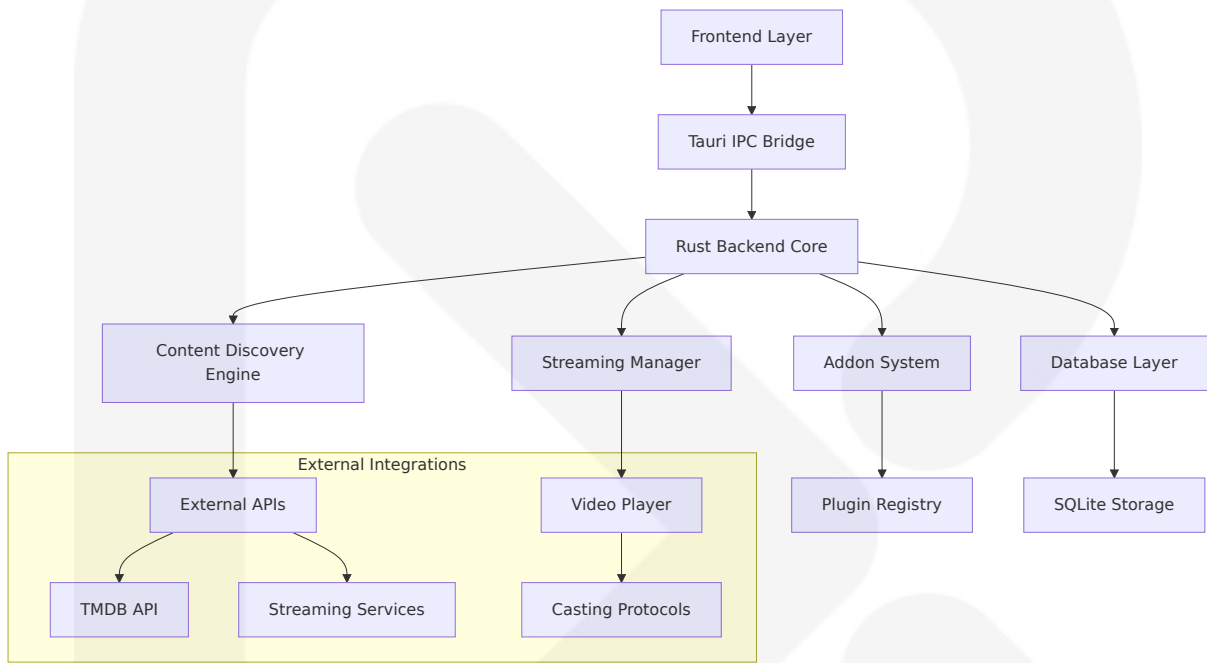 Frontend Layer
Tauri IPC Bridge
Rust Backend Core
Content Discovery
Engine
Streaming Manager
Addon System
Database Layer
External Integrations
External APIs
Video Player
Plugin Registry
SQLite Storage
TMDB API
Streaming Services
Casting Protocols